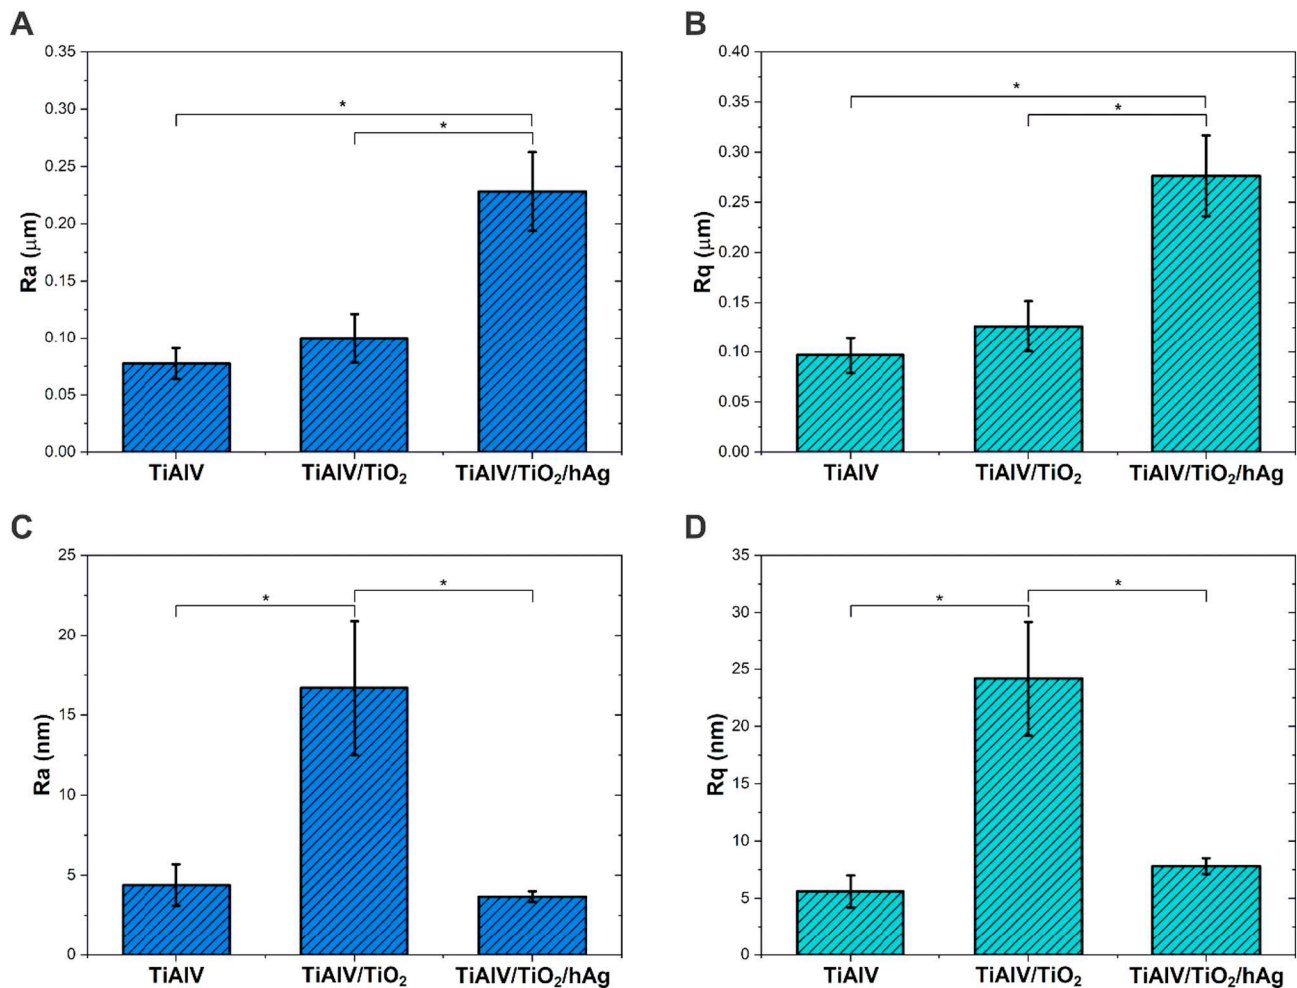 A
0.35
0.30
0.25
0.20
0.15
0.10
0.05
0.00
Ra (μm)
*
*
TiAlV
TiAlV/TiO₂
TiAlV/TiO₂/hAg
B
0.40
0.35
0.30
0.25
0.20
0.15
0.10
0.05
0.00
Rq (μm)
*
*
TiAlV
TiAlV/TiO₂
TiAlV/TiO₂/hAg
C
25
20
15
10
5
0
Ra (nm)
*
*
TiAlV
TiAlV/TiO₂
TiAlV/TiO₂/hAg
D
35
30
25
20
15
10
5
0
Rq (nm)
*
*
TiAlV
TiAlV/TiO₂
TiAlV/TiO₂/hAg